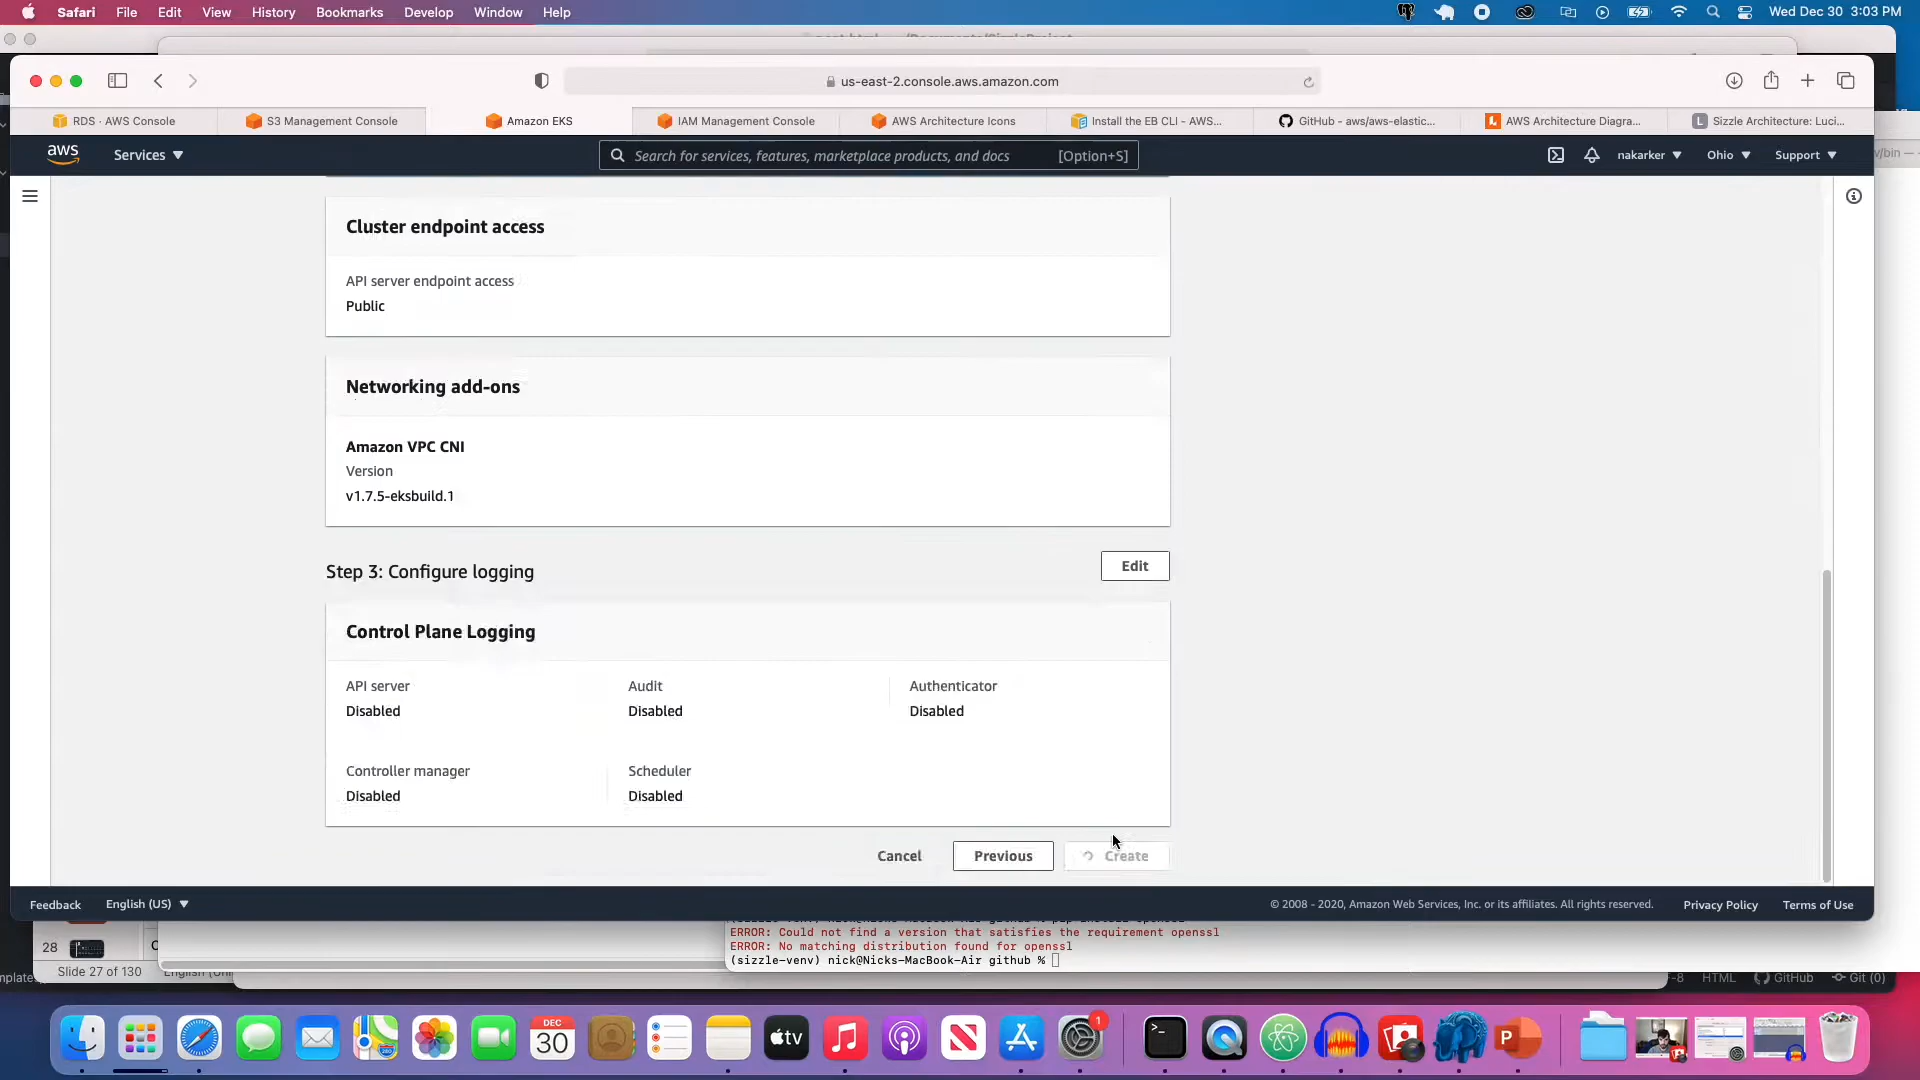 Safari File Edit View History Bookmarks Develop Window Help
Wed Dec 30 3:03 PM
us-east-2.console.aws.amazon.com
RDS · AWS Console
S3 Management Console
Amazon EKS
IAM Management Console
AWS Architecture Icons
Install the EB CLI - AWS...
GitHub - aws/aws-elastic...
AWS Architecture Diagra...
L Sizzle Architecture: Luci...
aws
Services
Search for services, features, marketplace products, and docs [Option+S]
nakarker
Ohio
Support
Cluster endpoint access
API server endpoint access
Public
Networking add-ons
Amazon VPC CNI
Version
v1.7.5-eksbuild.1
Step 3: Configure logging
Edit
Control Plane Logging
API server
Disabled
Audit
Disabled
Authenticator
Disabled
Controller manager
Disabled
Scheduler
Disabled
Cancel
Previous
Create
Feedback English (US)
© 2008 - 2020, Amazon Web Services, Inc. or its affiliates. All rights reserved. Privacy Policy Terms of Use
ERROR: Could not find a version that satisfies the requirement openssl
ERROR: No matching distribution found for openssl
(sizzle-venv) nick@Nicks-MacBook-Air github %
28
Slide 27 of 130
HTML GitHub Git (0)
DEC
30
tv
1
P